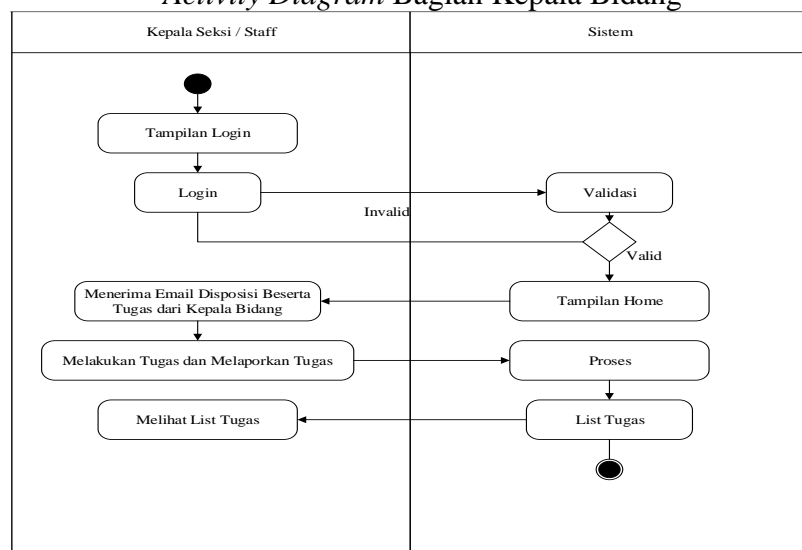 Activity Diagram Bagian Kepala Bidang
Kepala Seksi / Staff
Sistem
Tampilan Login
Login
Validasi
Invalid
Valid
Menerima Email Disposisi Beserta
Tugas dari Kepala Bidang
Tampilan Home
Melakukan Tugas dan Melaporkan Tugas
Proses
Melihat List Tugas
List Tugas